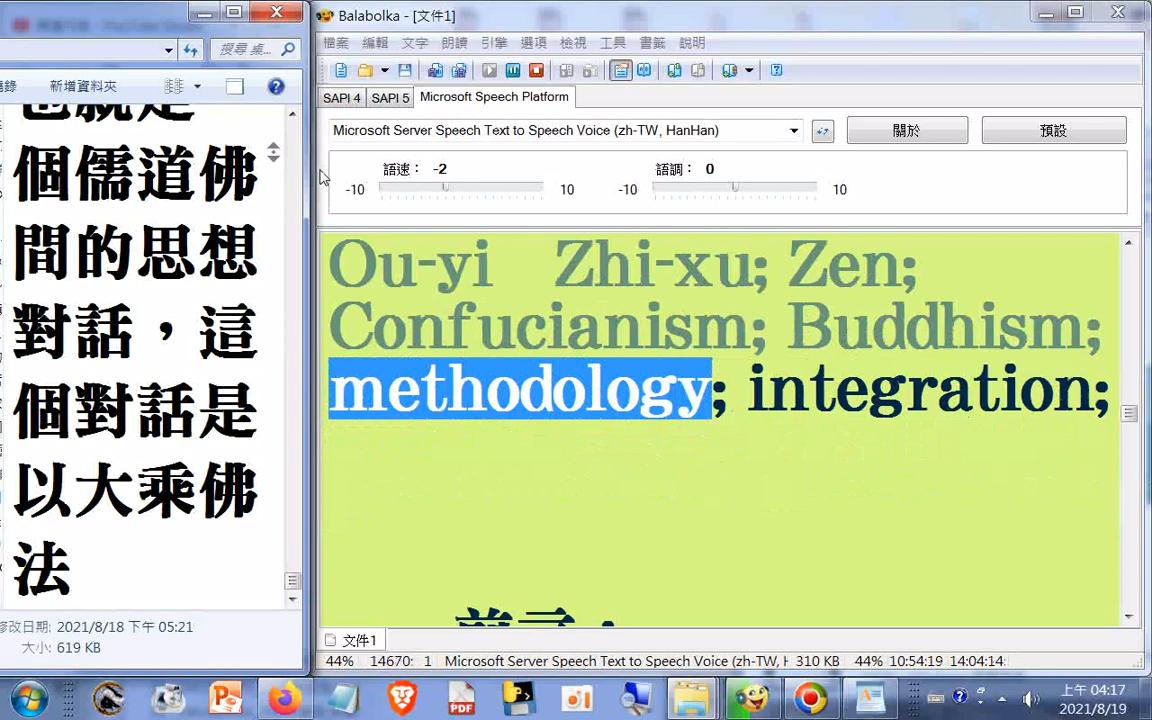 Balabolka - [文件1]
搜尋 桌...
檔案 編輯 文字 朗讀 引擎 選項 檢視 工具 書籤 說明
新增資料夾
SAPI 4 SAPI 5 Microsoft Speech Platform
Microsoft Server Speech Text to Speech Voice (zh-TW, HanHan) 關於 預設
語速： -2 語調： 0
-10 10 -10 10
個儒道佛
間的思想
對話，這
個對話是
以大乘佛
法
Ou-yi Zhi-xu; Zen;
Confucianism; Buddhism;
methodology; integration;
修改日期: 2021/8/18 下午 05:21
大小: 619 KB
文件1
44% 14670: 1 Microsoft Server Speech Text to Speech Voice (zh-TW, H 310 KB 44% 10:54:19 14:04:14
PDF
上午 04:17
2021/8/19